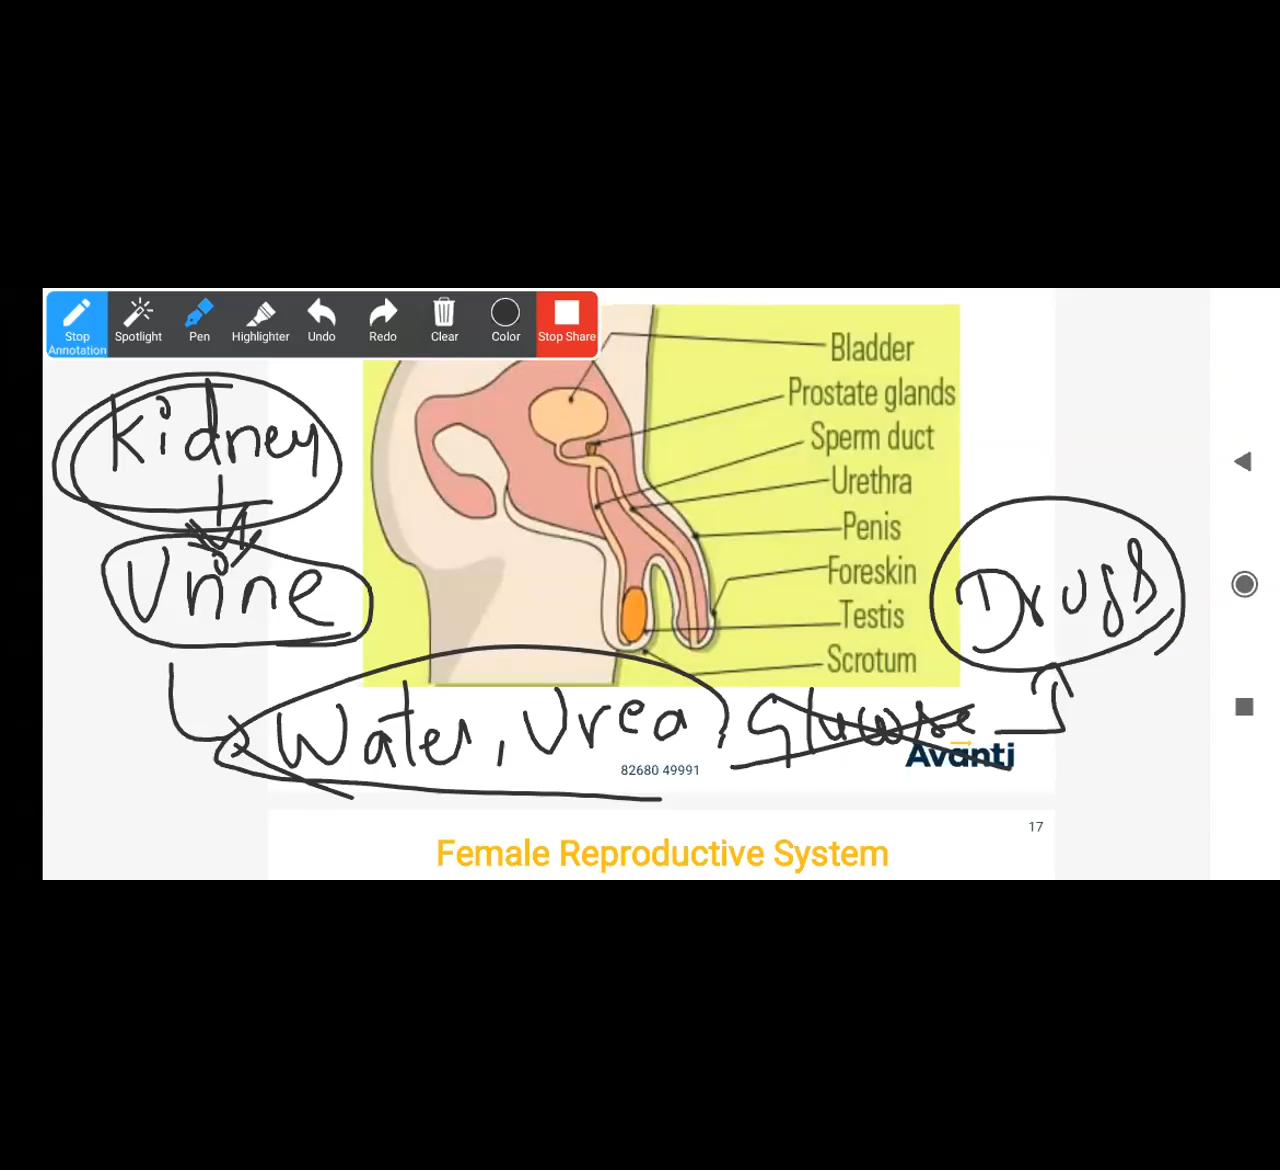 Stop Annotation Spotlight Pen Highlighter Undo Redo Clear Color Stop Share
Bladder
Prostate glands
Sperm duct
Urethra
Penis
Foreskin
Testis
Scrotum
Kidney
Urine
Drugs
Water, Urea, Glucose
Avanti
82680 49991
17
Female Reproductive System